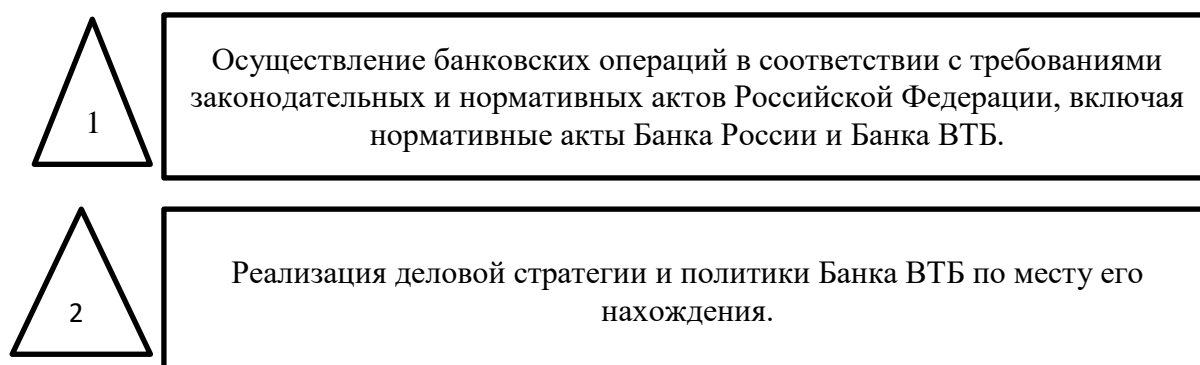 1
Осуществление банковских операций в соответствии с требованиями
законодательных и нормативных актов Российской Федерации, включая
нормативные акты Банка России и Банка ВТБ.
2
Реализация деловой стратегии и политики Банка ВТБ по месту его
нахождения.